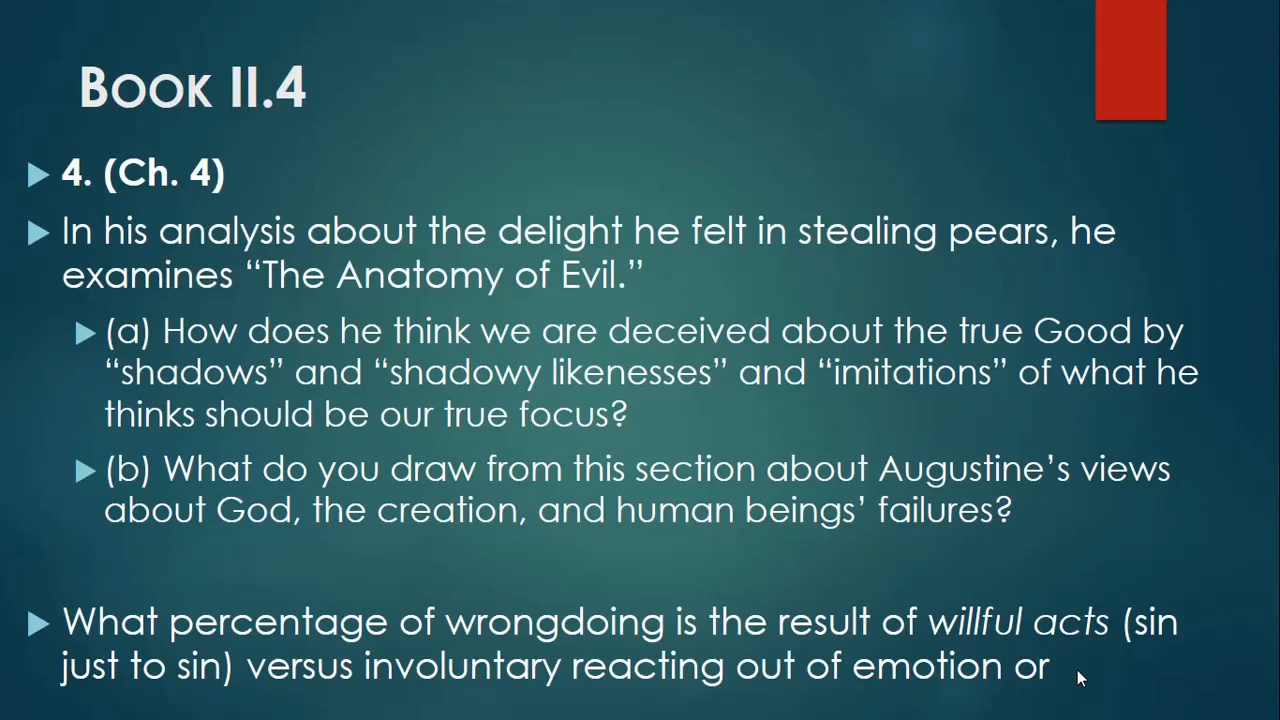 BOOK II.4
4. (Ch. 4)
In his analysis about the delight he felt in stealing pears, he
examines “The Anatomy of Evil.”
(a) How does he think we are deceived about the true Good by
“shadows” and “shadowy likenesses” and “imitations” of what he
thinks should be our true focus?
(b) What do you draw from this section about Augustine’s views
about God, the creation, and human beings’ failures?
What percentage of wrongdoing is the result of willful acts (sin
just to sin) versus involuntary reacting out of emotion or